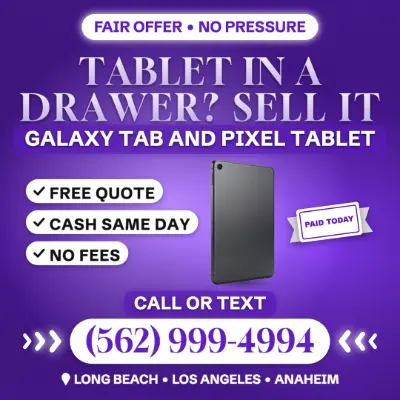 FAIR OFFER • NO PRESSURE
TABLET IN A
DRAWER? SELL IT
GALAXY TAB AND PIXEL TABLET
FREE QUOTE
CASH SAME DAY
NO FEES
PAID TODAY
CALL OR TEXT
(562) 999-4994
LONG BEACH • LOS ANGELES • ANAHEIM